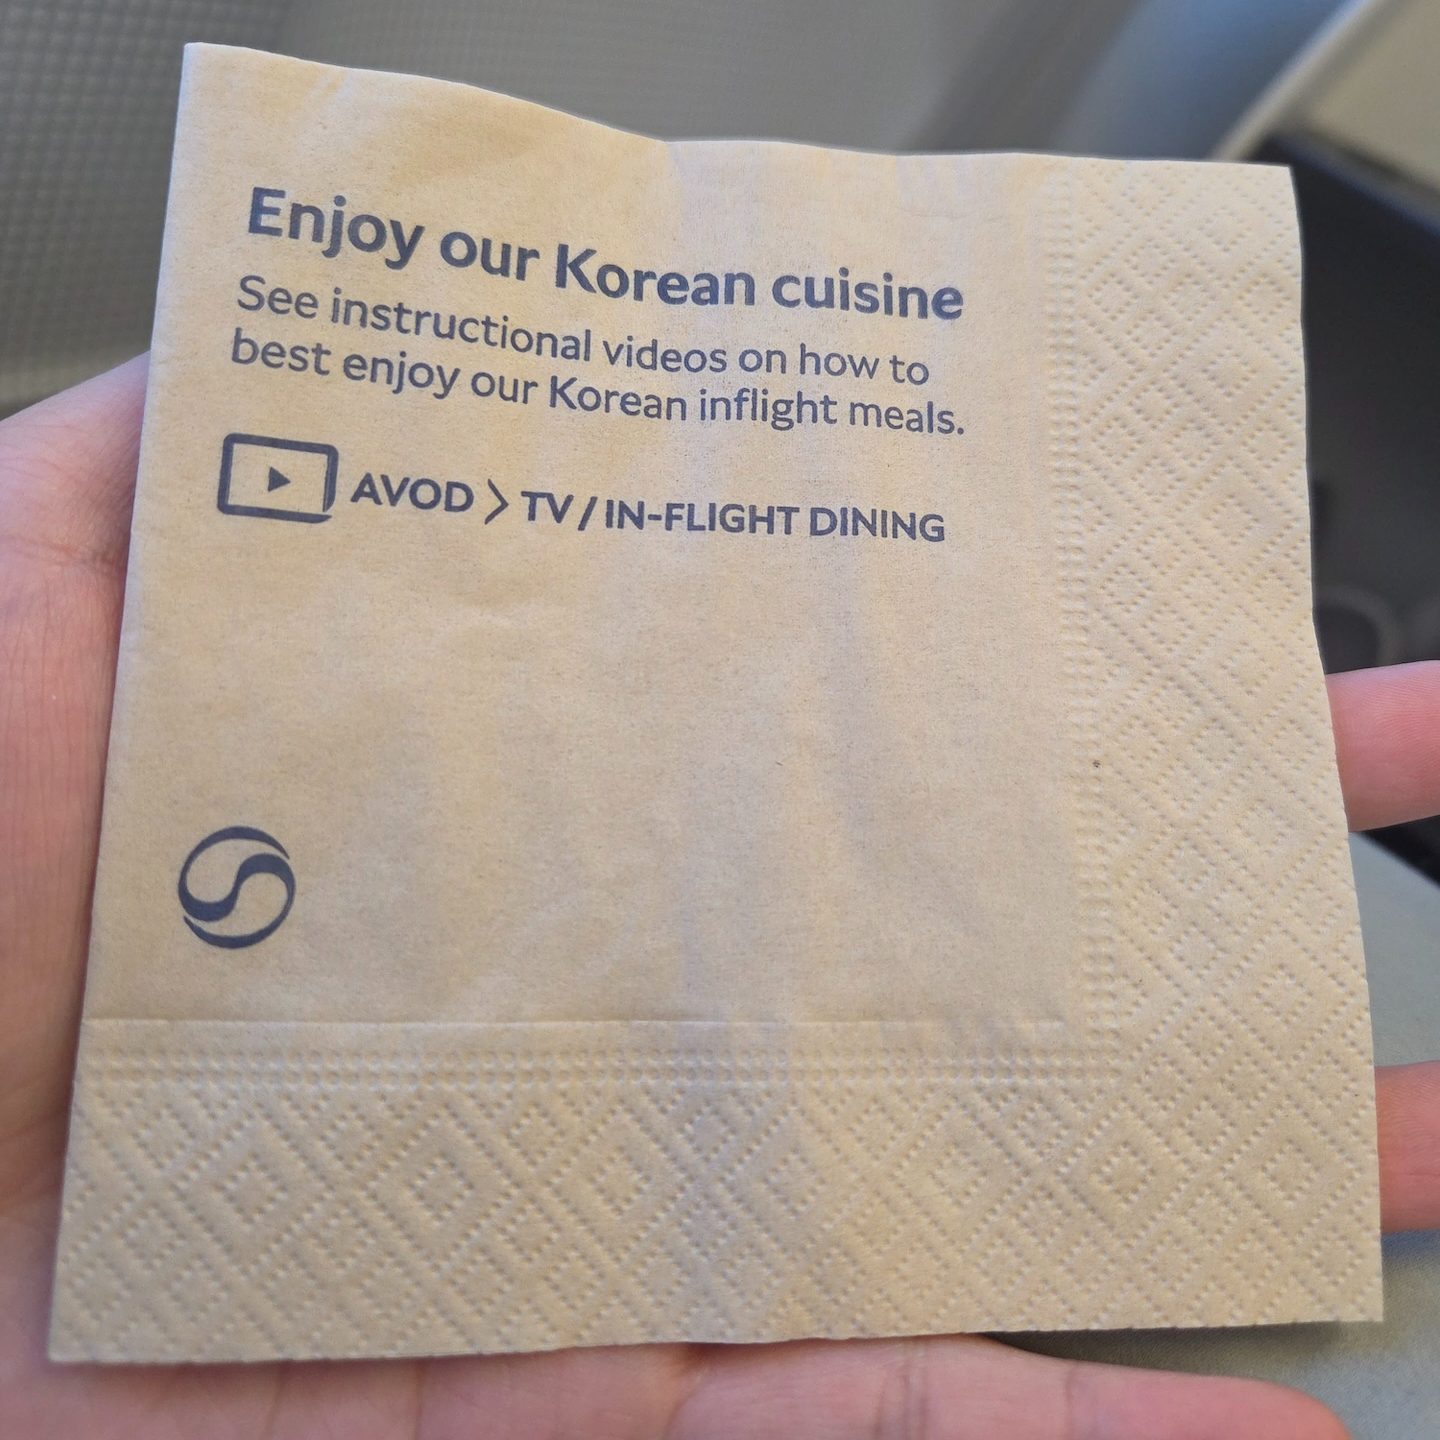 Enjoy our Korean cuisine
See instructional videos on how to
best enjoy our Korean inflight meals.
AVOD > TV / IN-FLIGHT DINING